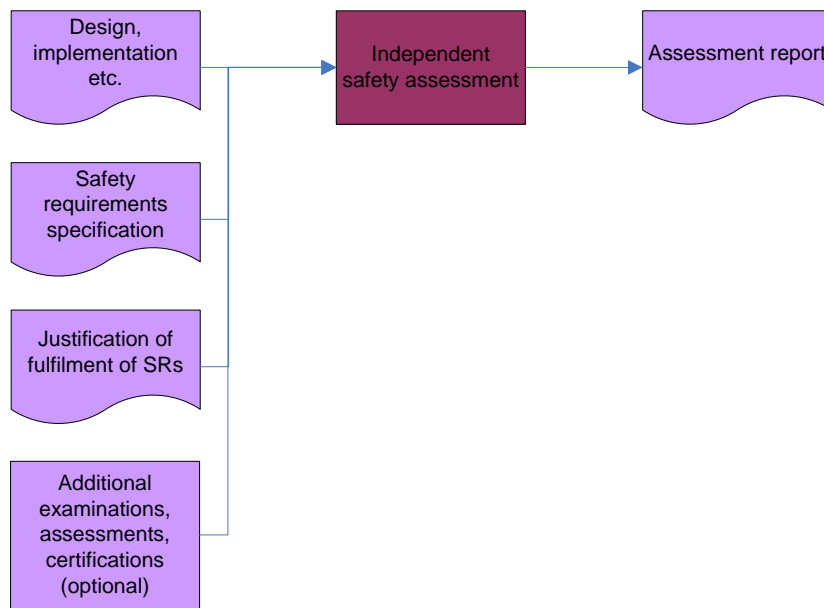 Design,
implementation
etc.
Independent
safety assessment
Assessment report
Safety
requirements
specification
Justification of
fulfilment of SRs
Additional
examinations,
assessments,
certifications
(optional)